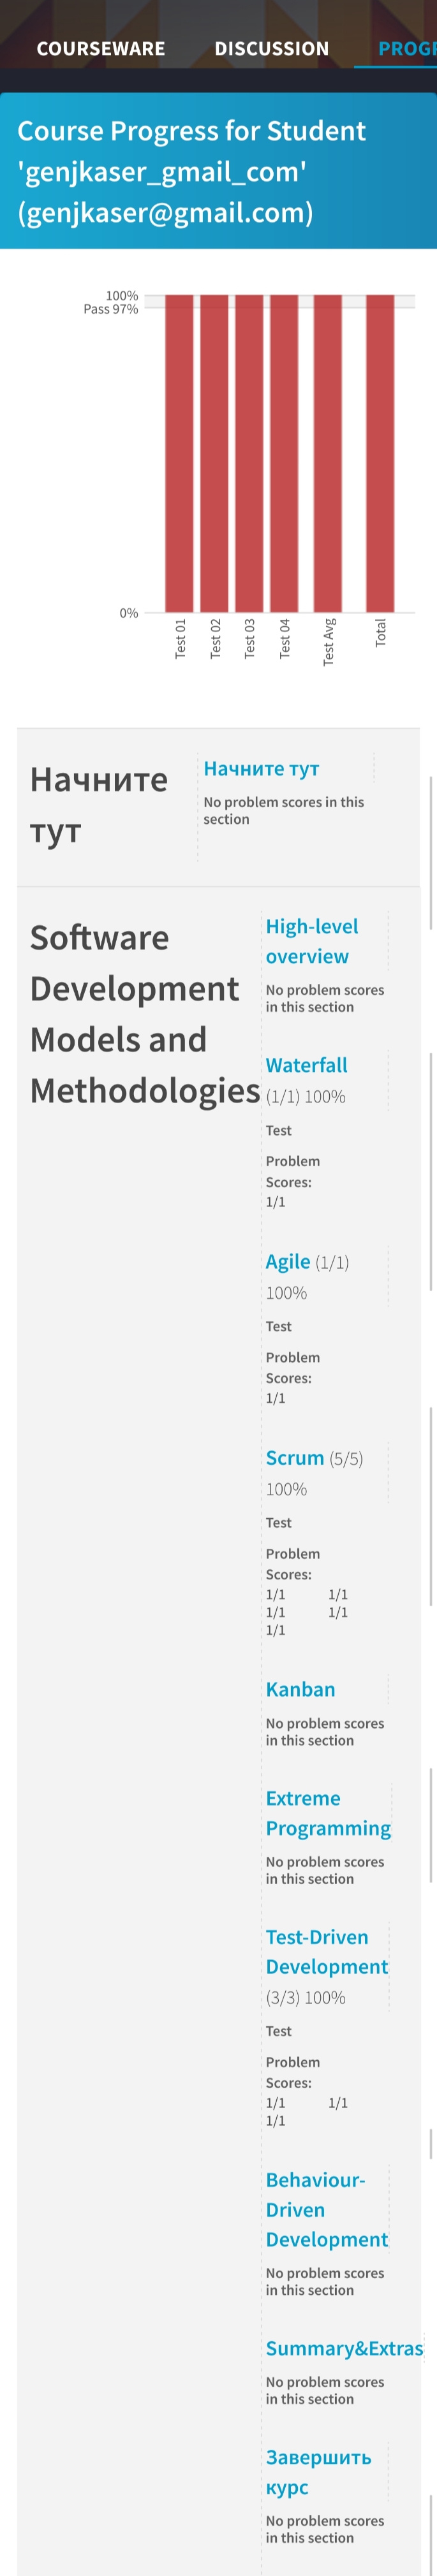 COURSEWARE DISCUSSION PROG
Course Progress for Student
'genjkaser_gmail_com'
(genjkaser@gmail.com)
100%
Pass 97%
0%
Test 01
Test 02
Test 03
Test 04
Test Avg
Total
Начните
тут
Начните тут
No problem scores in this
section
Software
Development
Models and
Methodologies
High-level
overview
No problem scores
in this section
Waterfall
(1/1) 100%
Test
Problem
Scores:
1/1
Agile (1/1)
100%
Test
Problem
Scores:
1/1
Scrum (5/5)
100%
Test
Problem
Scores:
1/1 1/1
1/1 1/1
1/1
Kanban
No problem scores
in this section
Extreme
Programming
No problem scores
in this section
Test-Driven
Development
(3/3) 100%
Test
Problem
Scores:
1/1 1/1
1/1
Behaviour-
Driven
Development
No problem scores
in this section
Summary&Extras
No problem scores
in this section
Завершить
курс
No problem scores
in this section